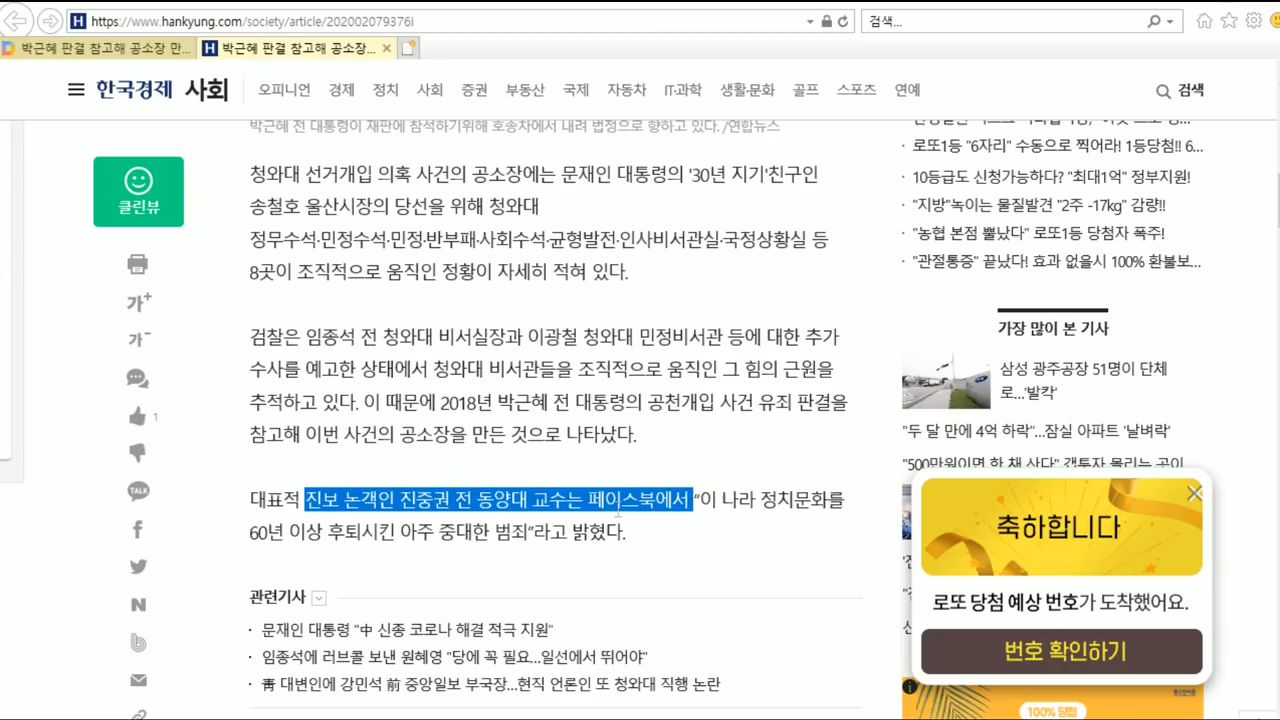 https://www.hankyung.com/society/article/202002079376i
검색...
박근혜 판결 참고해 공소장 만...
박근혜 판결 참고해 공소장...
한국경제 사회 오피니언 경제 정치 사회 증권 부동산 국제 자동차 IT·과학 생활·문화 골프 스포츠 연예 검색
박근혜 전 대통령이 재판에 참석하기위해 호송차에서 내려 법정으로 향하고 있다. /연합뉴스
클린뷰
가+
가-
1
TALK
청와대 선거개입 의혹 사건의 공소장에는 문재인 대통령의 '30년 지기'친구인
송철호 울산시장의 당선을 위해 청와대
정무수석·민정수석·민정·반부패·사회수석·균형발전·인사비서관실·국정상황실 등
8곳이 조직적으로 움직인 정황이 자세히 적혀 있다.
검찰은 임종석 전 청와대 비서실장과 이광철 청와대 민정비서관 등에 대한 추가
수사를 예고한 상태에서 청와대 비서관들을 조직적으로 움직인 그 힘의 근원을
추적하고 있다. 이 때문에 2018년 박근혜 전 대통령의 공천개입 사건 유죄 판결을
참고해 이번 사건의 공소장을 만든 것으로 나타났다.
대표적 진보 논객인 진중권 전 동양대 교수는 페이스북에서 “이 나라 정치문화를
60년 이상 후퇴시킨 아주 중대한 범죄”라고 밝혔다.
관련기사
· 문재인 대통령 "中 신종 코로나 해결 적극 지원"
· 임종석에 러브콜 보낸 원혜영 "당에 꼭 필요...일선에서 뛰어야"
· 靑 대변인에 강민석 前 중앙일보 부국장...현직 언론인 또 청와대 직행 논란
· 로또1등 "6자리" 수동으로 찍어라! 1등당첨!! 6...
· 10등급도 신청가능하다? "최대1억" 정부지원!
· "지방"녹이는 물질발견 "2주 -17kg" 감량!!
· "농협 본점 뿔났다" 로또1등 당첨자 폭주!
· "관절통증" 끝났다! 효과 없을시 100% 환불보...
가장 많이 본 기사
삼성 광주공장 51명이 단체
로...'발칵'
"두 달 만에 4억 하락"...잠실 아파트 '날벼락'
"500만원이면 한 채 산다" 갭투자 몰리는 곳이
축하합니다
로또 당첨 예상 번호가 도착했어요.
번호 확인하기
100% 당첨